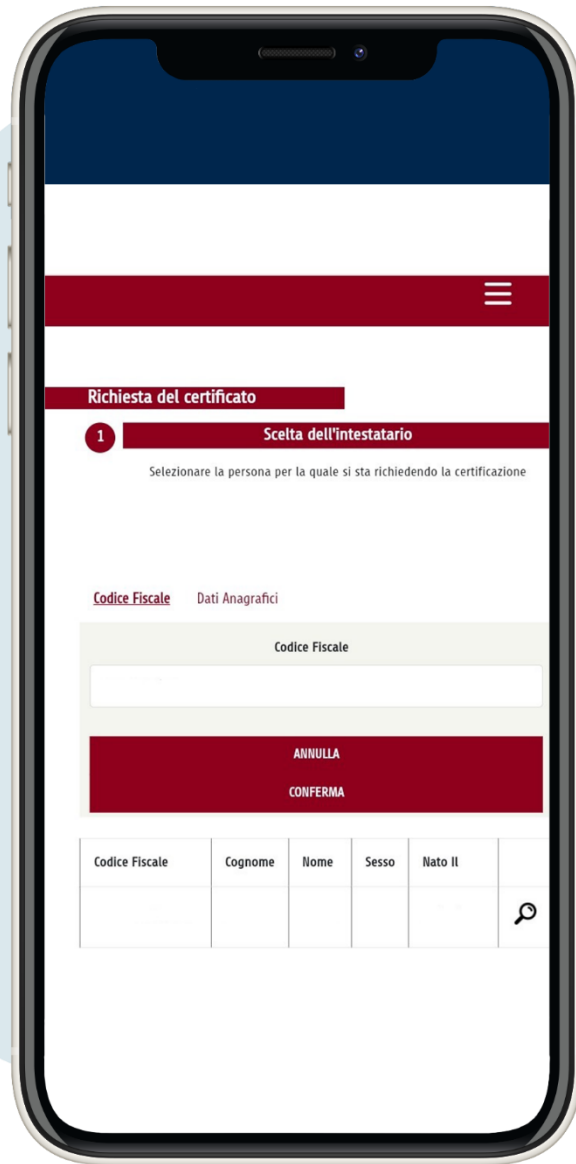 Richiesta del certificato
1 Scelta dell'intestatario
Selezionare la persona per la quale si sta richiedendo la certificazione
Codice Fiscale Dati Anagrafici
Codice Fiscale
ANNULLA
CONFERMA
Codice Fiscale Cognome Nome Sesso Nato Il